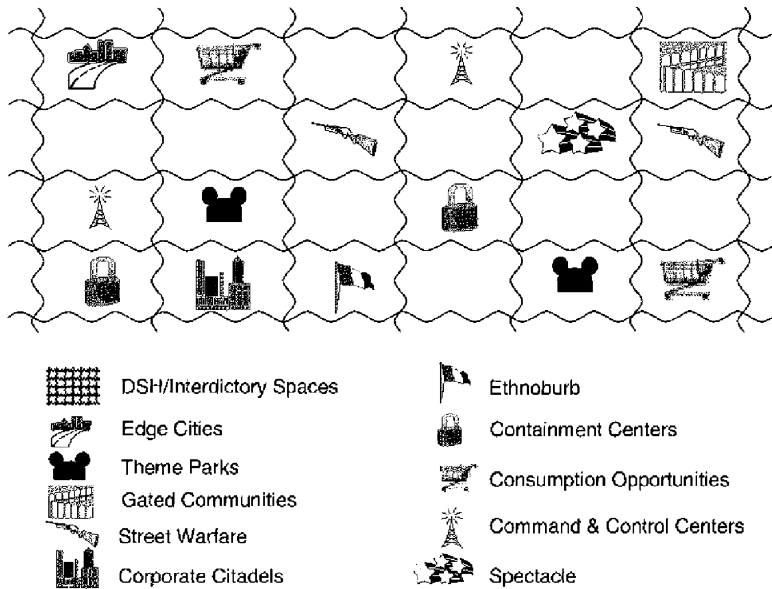 DSH/Interdictory Spaces
Edge Cities
Theme Parks
Gated Communities
Street Warfare
Corporate Citadels
Ethnoburb
Containment Centers
Consumption Opportunities
Command & Control Centers
Spectacle